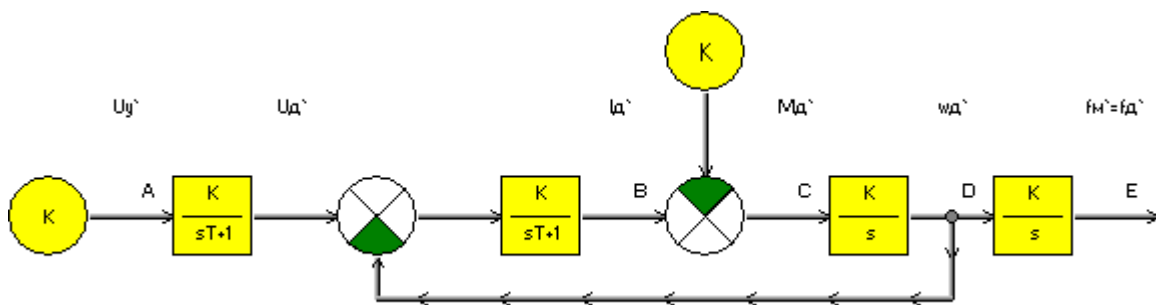 K
Uy` Uд` Iд` Mд` wд` fм`=fд`
A B C D E
K K K K K
sT+1 sT+1 s s